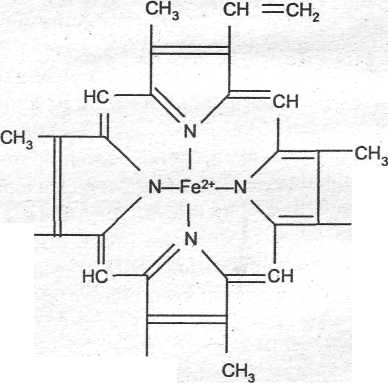 CH₃ CH =CH₂
HC CH
CH₃ N CH₃
N Fe²⁺ N
N
HC CH
CH₃